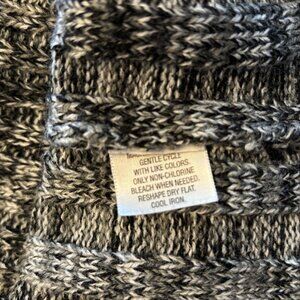 GENTLE CYCLE
WITH LIKE COLORS.
ONLY NON-CHLORINE
BLEACH WHEN NEEDED.
RESHAPE DRY FLAT.
COOL IRON.